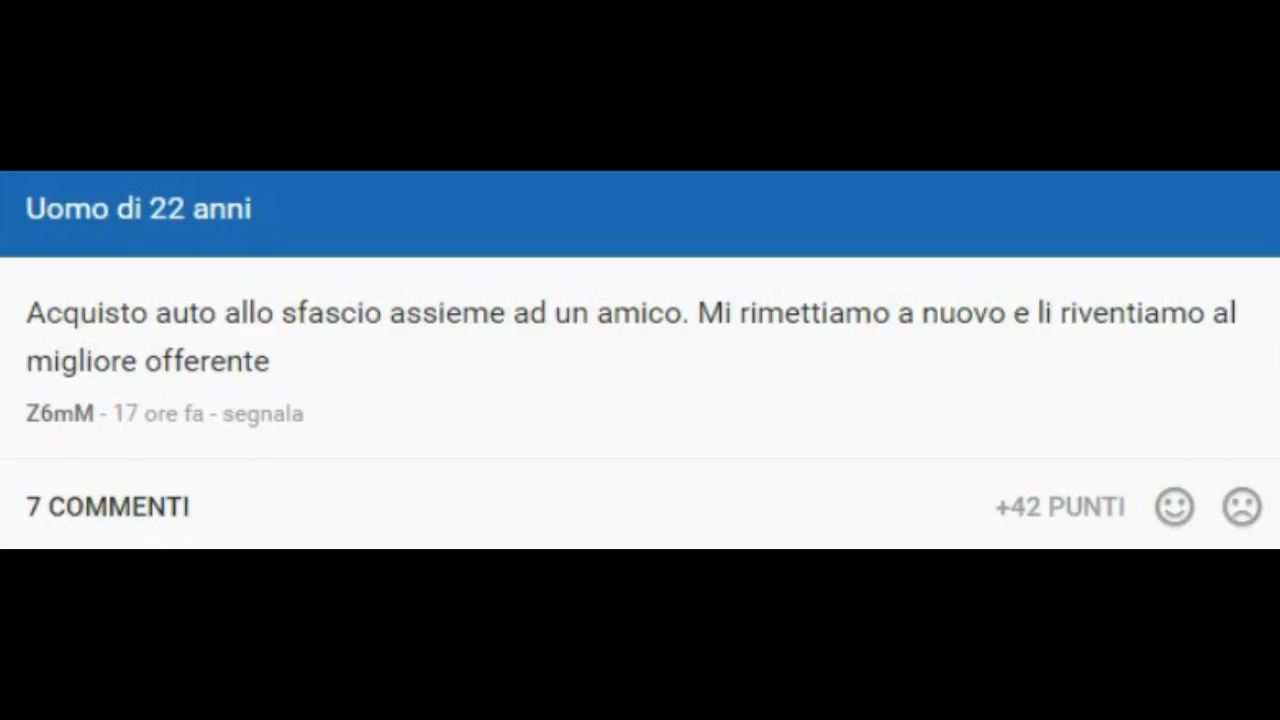 Uomo di 22 anni
Acquisto auto allo sfascio assieme ad un amico. Mi rimettiamo a nuovo e li riventiamo al
migliore offerente
Z6mM - 17 ore fa - segnala
7 COMMENTI
+42 PUNTI